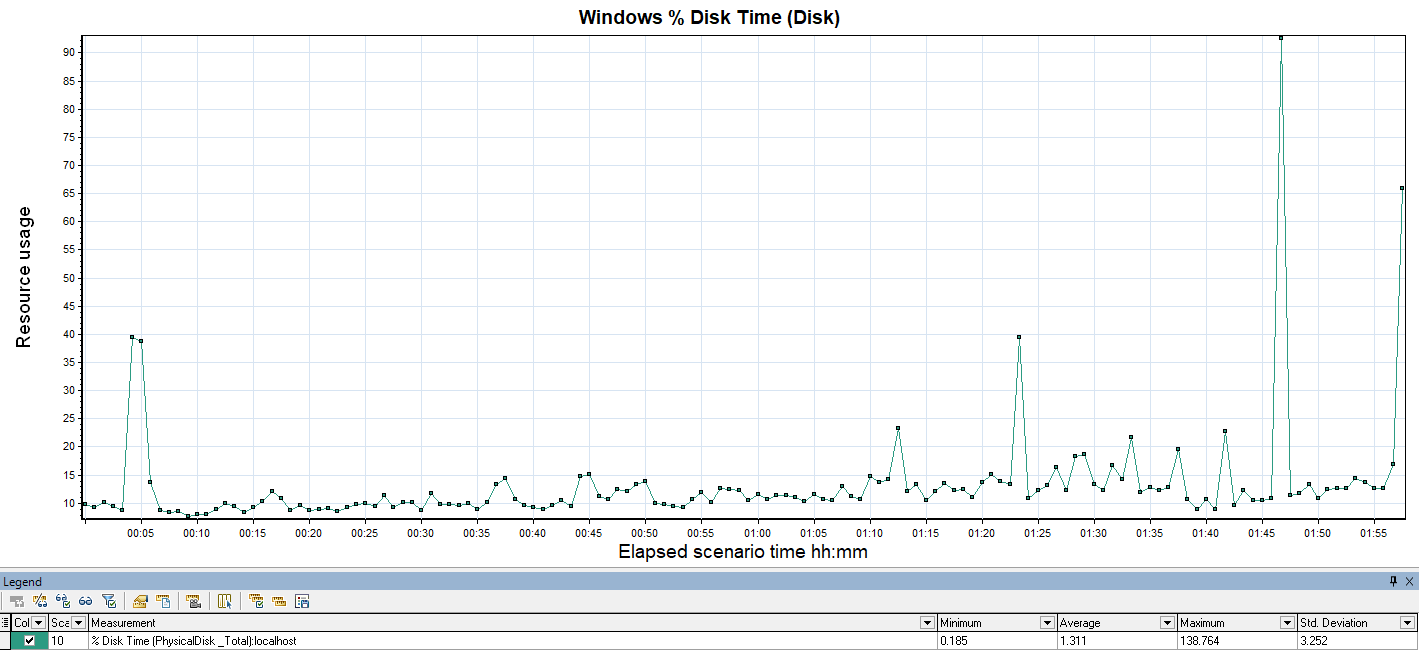 Windows % Disk Time (Disk)
90
85
80
75
70
65
60
55
50
45
40
35
30
25
20
15
10
Resource usage
00:05 00:10 00:15 00:20 00:25 00:30 00:35 00:40 00:45 00:50 00:55 01:00 01:05 01:10 01:15 01:20 01:25 01:30 01:35 01:40 01:45 01:50 01:55
Elapsed scenario time hh:mm
Legend
Col Sca Measurement Minimum Average Maximum Std. Deviation
10 % Disk Time (PhysicalDisk _Total):localhost 0.185 1.311 138.764 3.252